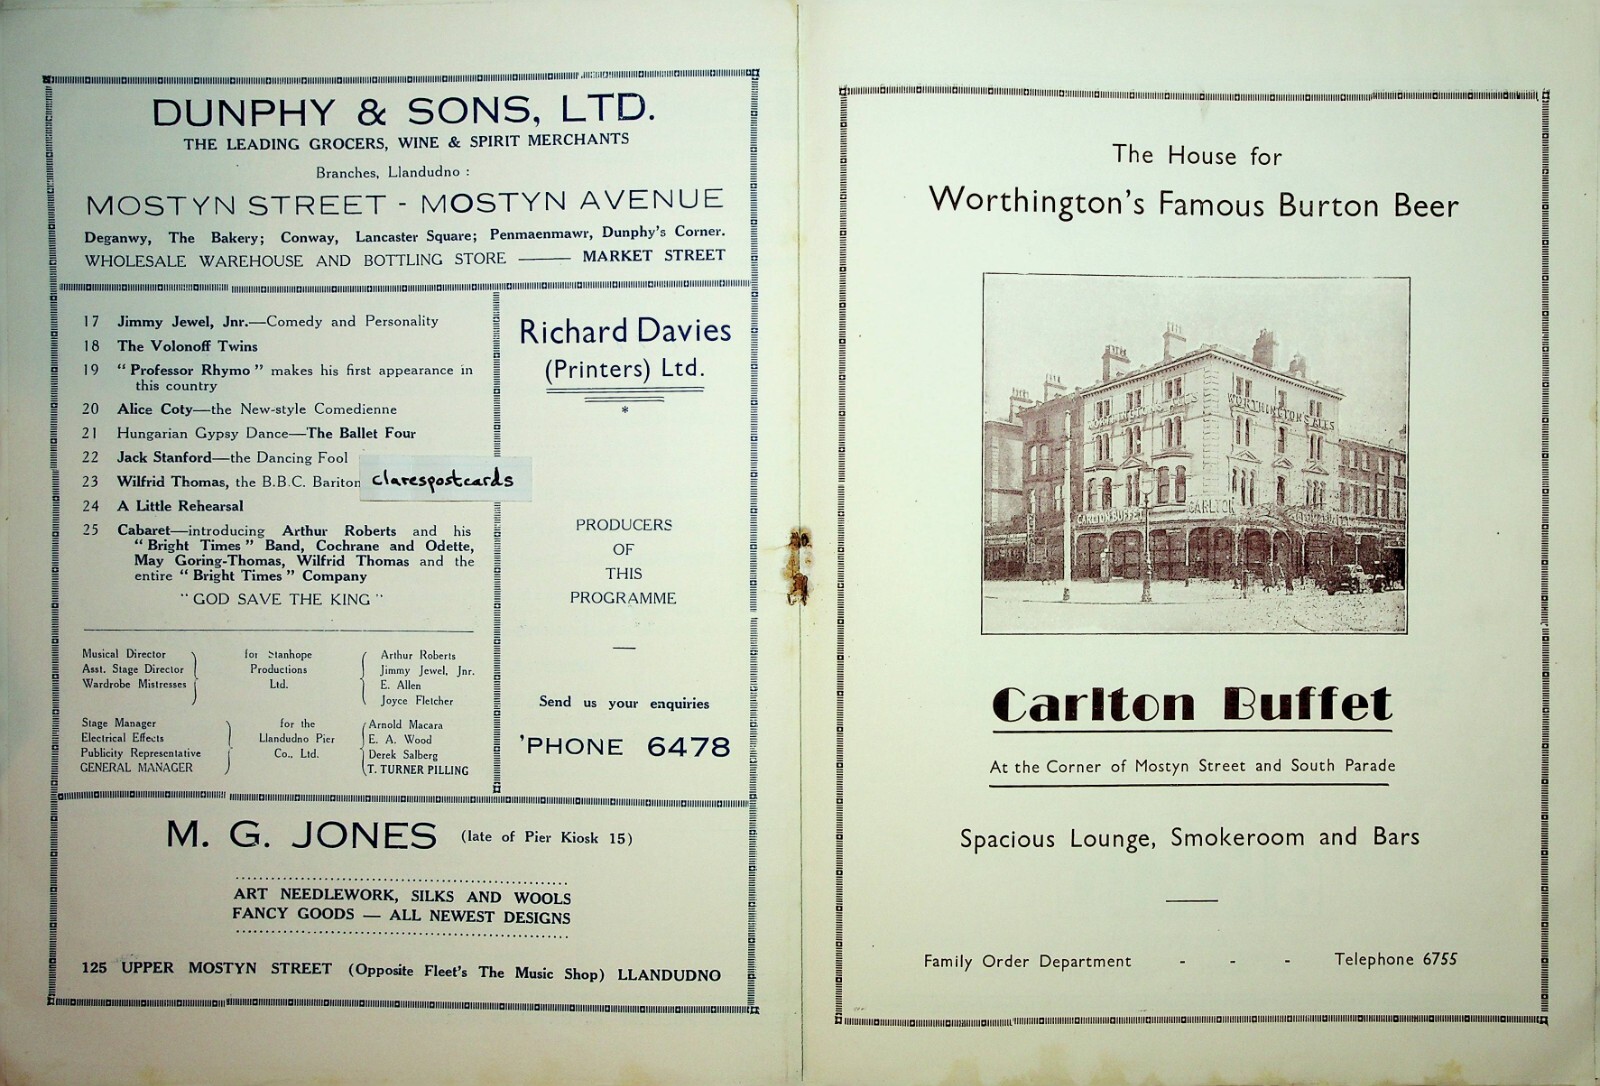 DUNPHY & SONS, LTD.
THE LEADING GROCERS, WINE & SPIRIT MERCHANTS
Branches, Llandudno :
MOSTYN STREET - MOSTYN AVENUE
Deganwy, The Bakery; Conway, Lancaster Square; Penmaenmawr, Dunphy's Corner.
WHOLESALE WAREHOUSE AND BOTTLING STORE —— MARKET STREET
17 Jimmy Jewel, Jnr.—Comedy and Personality
18 The Volonoff Twins
19 "Professor Rhymo" makes his first appearance in
this country
20 Alice Coty—the New-style Comedienne
21 Hungarian Gypsy Dance—The Ballet Four
22 Jack Stanford—the Dancing Fool
23 Wilfrid Thomas, the B.B.C. Bariton
clarespostcards
24 A Little Rehearsal
25 Cabaret—introducing Arthur Roberts and his
"Bright Times" Band, Cochrane and Odette,
May Goring-Thomas, Wilfrid Thomas and the
entire "Bright Times" Company
"GOD SAVE THE KING"
Musical Director for Stanhope Arthur Roberts
Asst. Stage Director Productions Jimmy Jewel, Jnr.
Wardrobe Mistresses Ltd. E. Allen
Joyce Fletcher
Stage Manager for the Arnold Macara
Electrical Effects Llandudno Pier E. A. Wood
Publicity Representative Co., Ltd. Derek Salberg
GENERAL MANAGER T. TURNER PILLING
Richard Davies
(Printers) Ltd.
*
PRODUCERS
OF
THIS
PROGRAMME
Send us your enquiries
'PHONE 6478
M. G. JONES (late of Pier Kiosk 15)
ART NEEDLEWORK, SILKS AND WOOLS
FANCY GOODS — ALL NEWEST DESIGNS
125 UPPER MOSTYN STREET (Opposite Fleet's The Music Shop) LLANDUDNO
The House for
Worthington's Famous Burton Beer
WORTHINGTON'S ALES
CARLTON BUFFET
CARLTON
Carlton Buffet
At the Corner of Mostyn Street and South Parade
Spacious Lounge, Smokeroom and Bars
Family Order Department - - - Telephone 6755